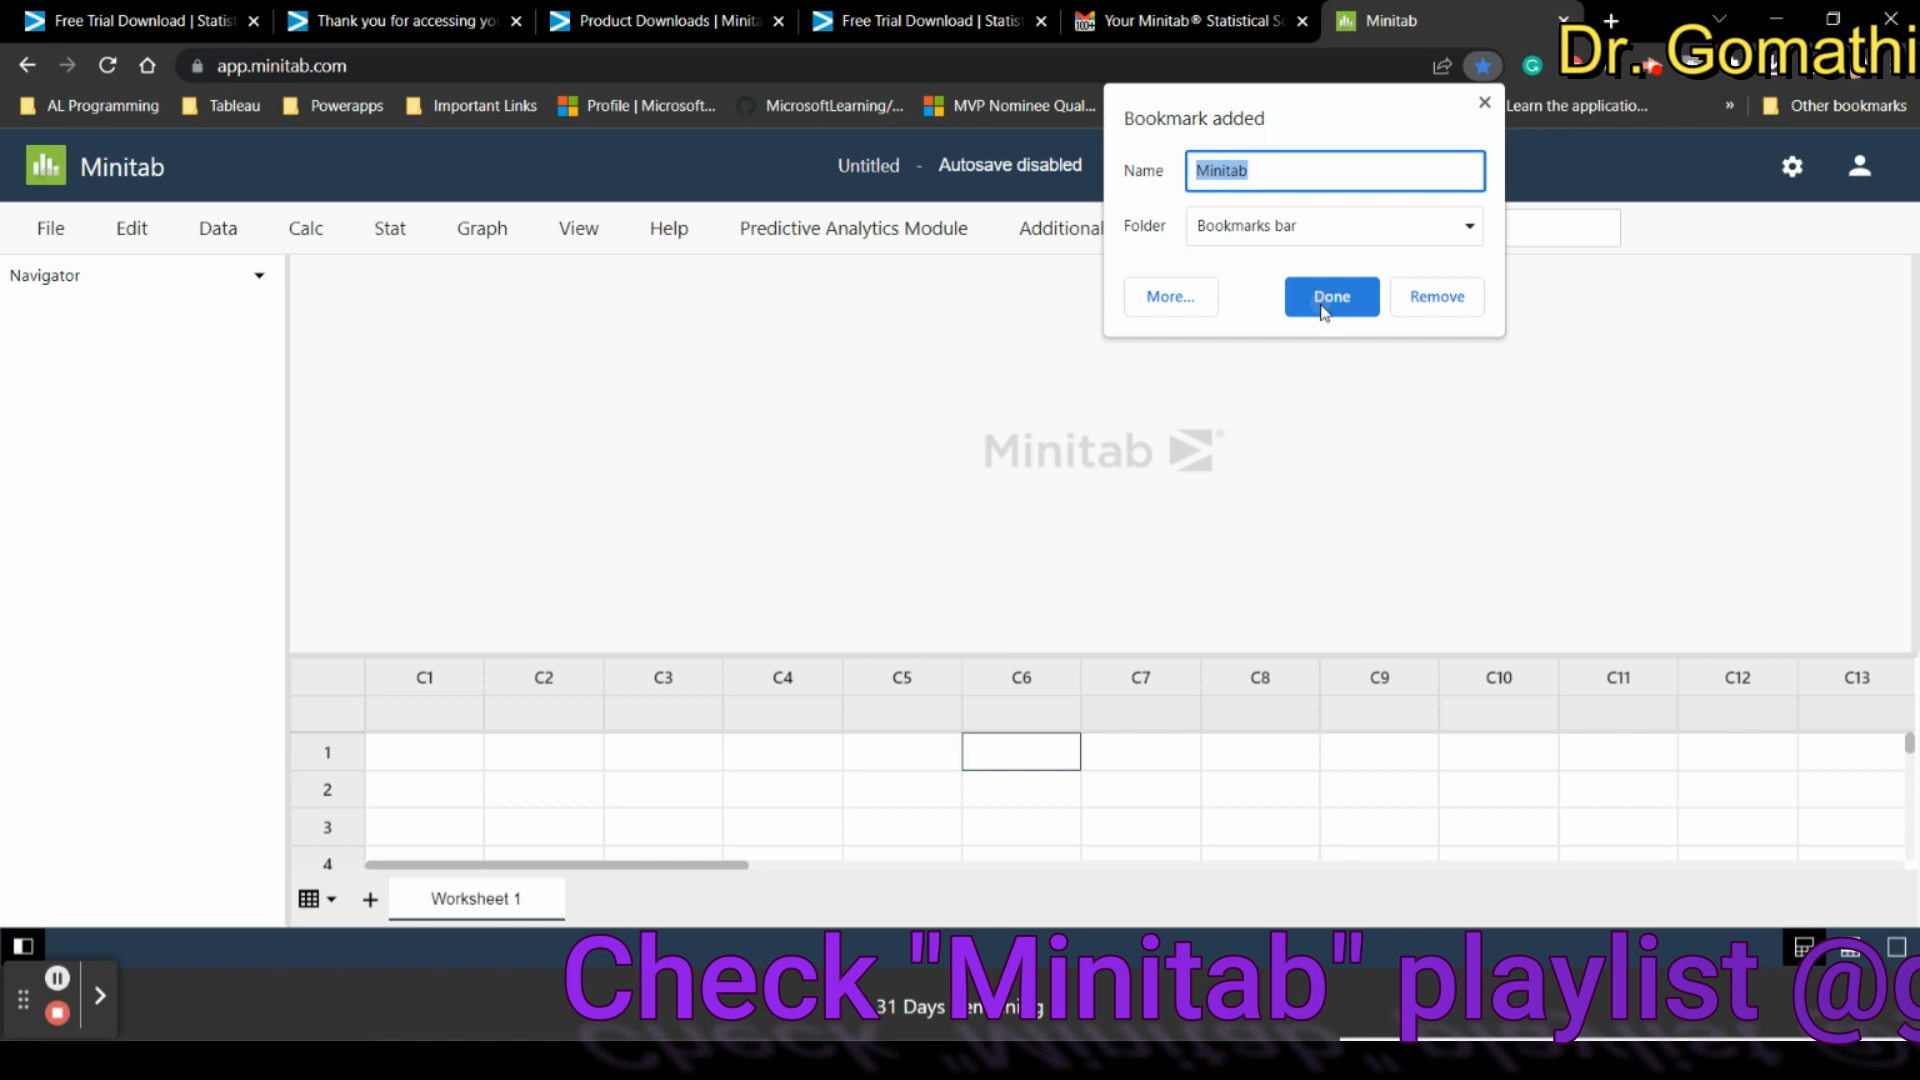 Free Trial Download | Statist
Thank you for accessing yo
Product Downloads | Minita
Free Trial Download | Statist
Your Minitab® Statistical So
Minitab
Dr. Gomathi
app.minitab.com
AL Programming
Tableau
Powerapps
Important Links
Profile | Microsoft...
MicrosoftLearning/...
MVP Nominee Qual...
Learn the applicatio...
»
Other bookmarks
Bookmark added
Name
Minitab
Folder
Bookmarks bar
More...
Done
Remove
Minitab
Untitled - Autosave disabled
File
Edit
Data
Calc
Stat
Graph
View
Help
Predictive Analytics Module
Additional
Navigator
Minitab
C1 C2 C3 C4 C5 C6 C7 C8 C9 C10 C11 C12 C13
1
2
3
4
Worksheet 1
Check "Minitab" playlist @g
31 Days